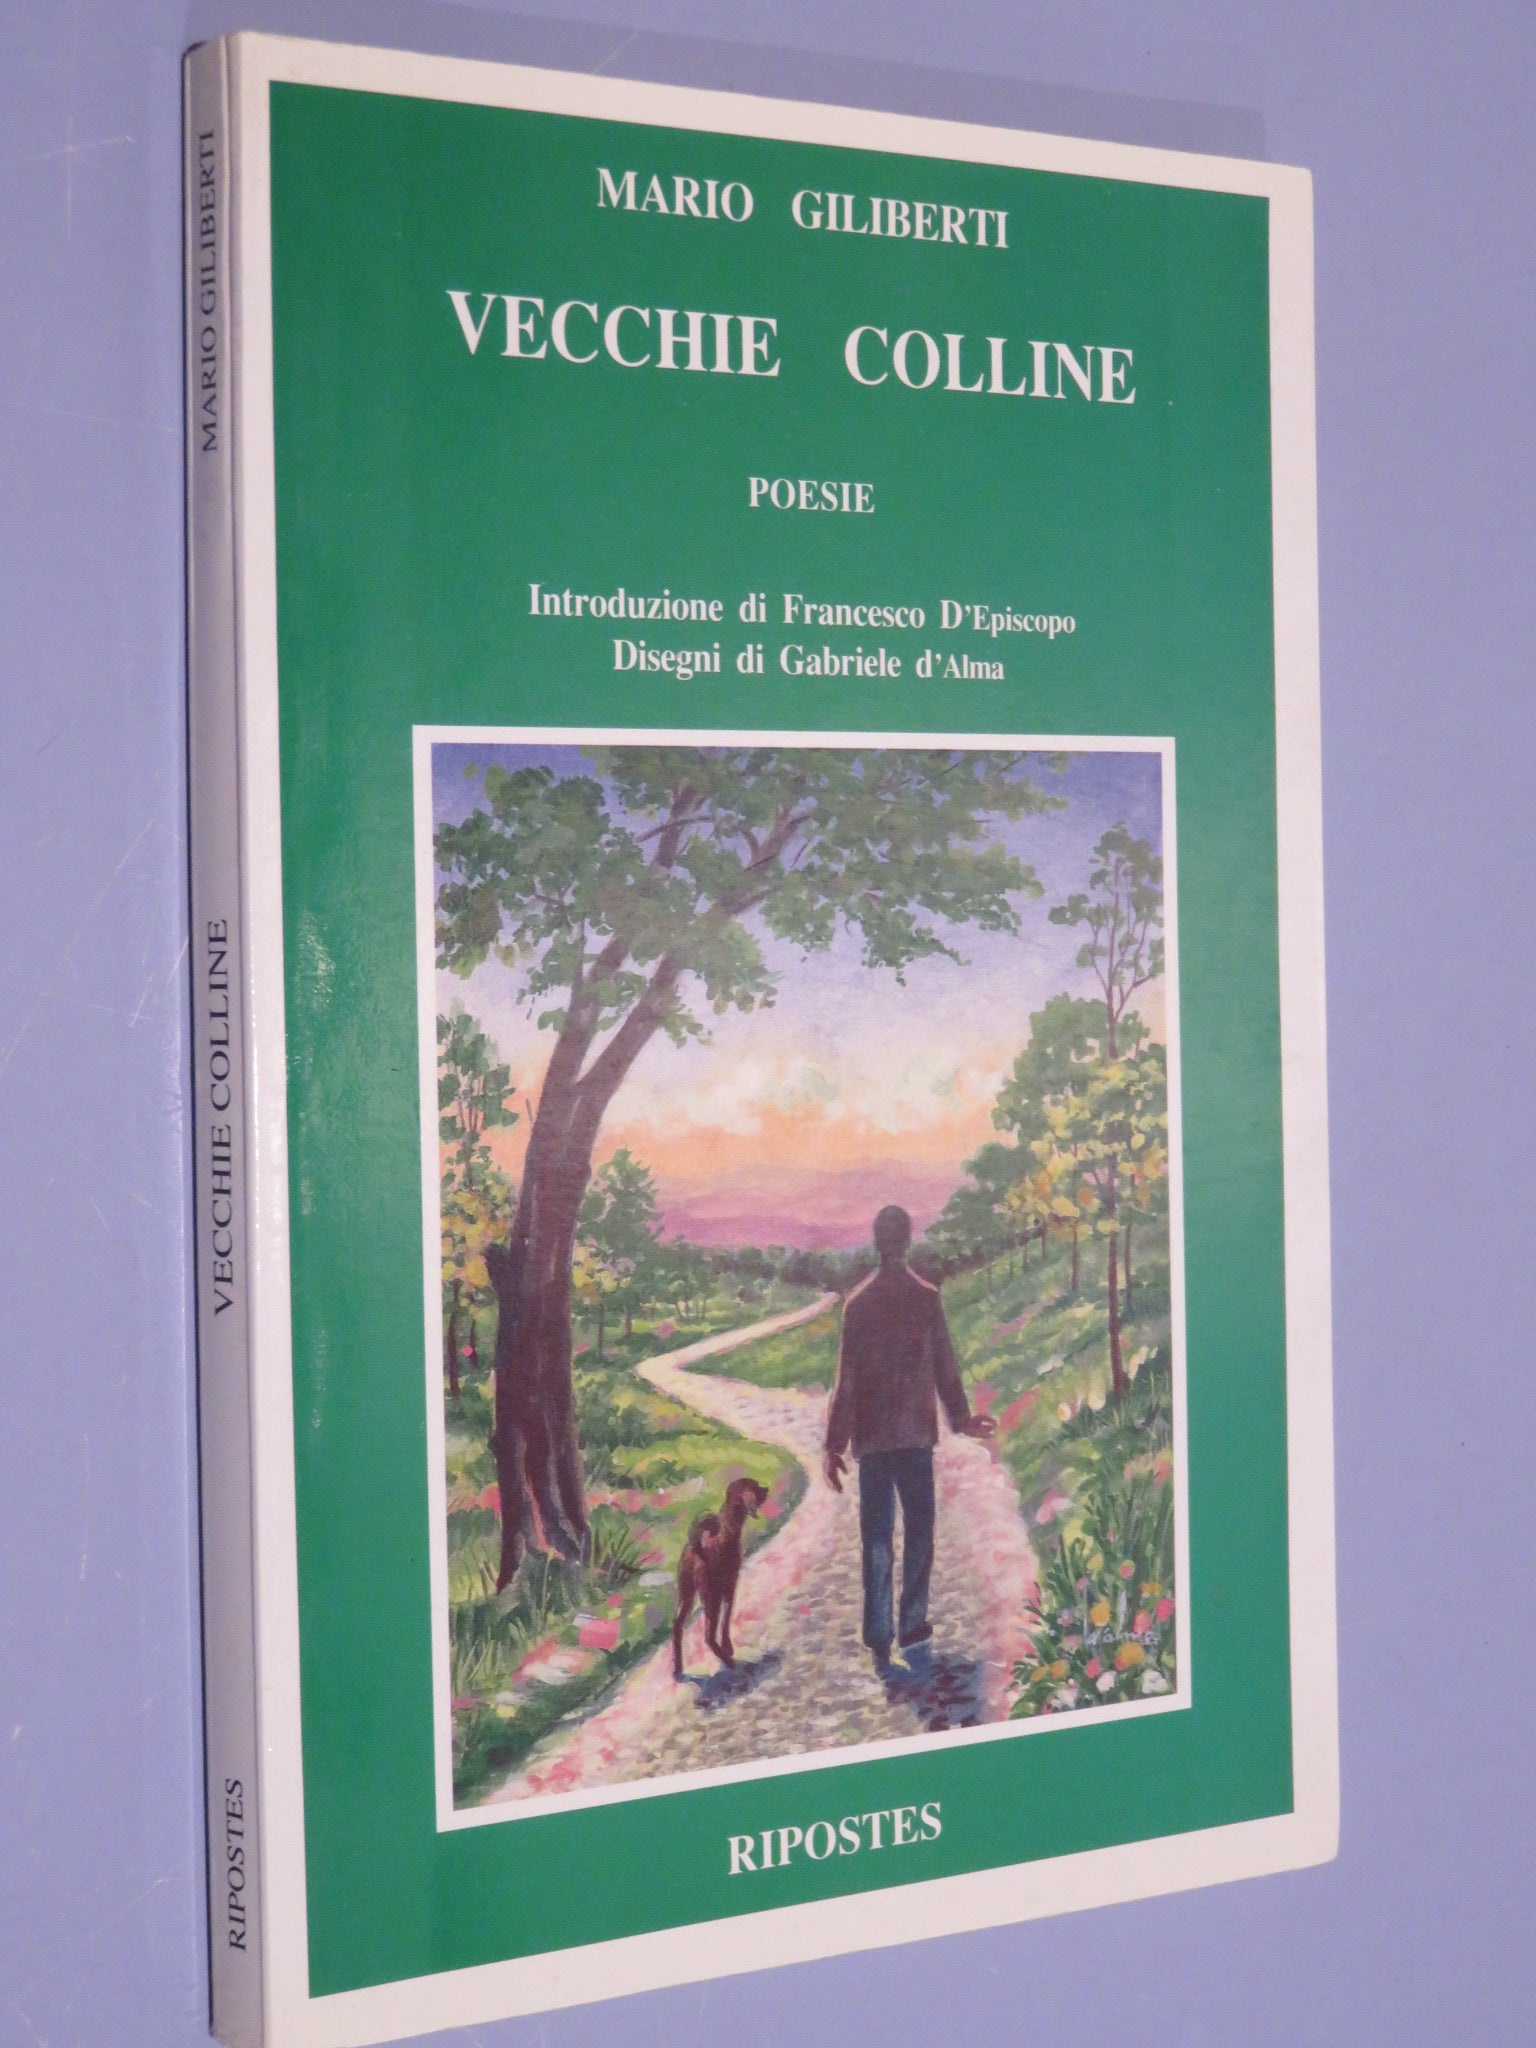 MARIO GILIBERTI
VECCHIE COLLINE
POESIE
Introduzione di Francesco D'Episcopo
Disegni di Gabriele d'Alma
d'alma
RIPOSTES
MARIO GILIBERTI
VECCHIE COLLINE
RIPOSTES